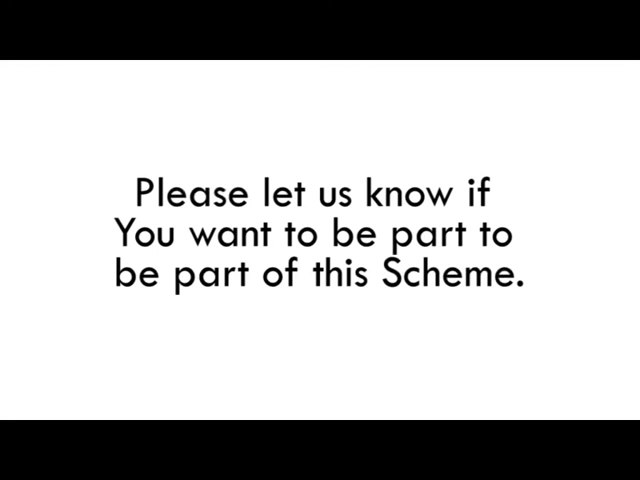 Please let us know if
You want to be part to
be part of this Scheme.